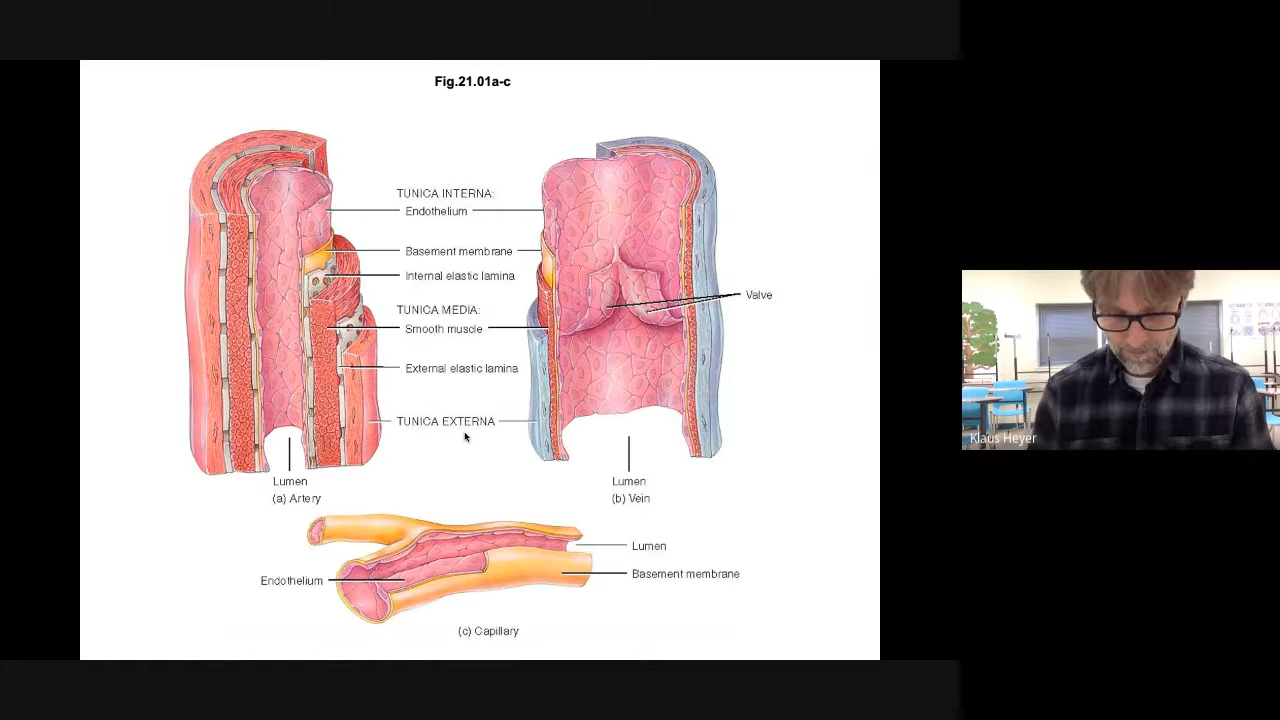 Fig.21.01a-c
TUNICA INTERNA:
Endothelium
Basement membrane
Internal elastic lamina
TUNICA MEDIA:
Valve
Smooth muscle
External elastic lamina
TUNICA EXTERNA
Lumen
(a) Artery
Lumen
(b) Vein
Lumen
Basement membrane
Endothelium
(c) Capillary
Klaus Heyer